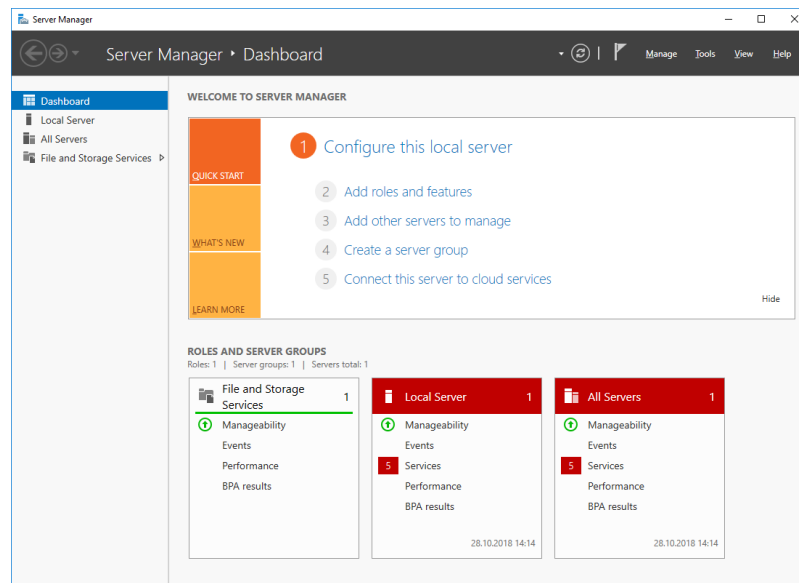 Server Manager
Server Manager • Dashboard
Manage Tools View Help
Dashboard
Local Server
All Servers
File and Storage Services
WELCOME TO SERVER MANAGER
QUICK START
WHAT'S NEW
LEARN MORE
1 Configure this local server
2 Add roles and features
3 Add other servers to manage
4 Create a server group
5 Connect this server to cloud services
Hide
ROLES AND SERVER GROUPS
Roles: 1 | Server groups: 1 | Servers total: 1
File and Storage
Services
1
Manageability
Events
Performance
BPA results
Local Server 1
Manageability
Events
5 Services
Performance
BPA results
28.10.2018 14:14
All Servers 1
Manageability
Events
5 Services
Performance
BPA results
28.10.2018 14:14